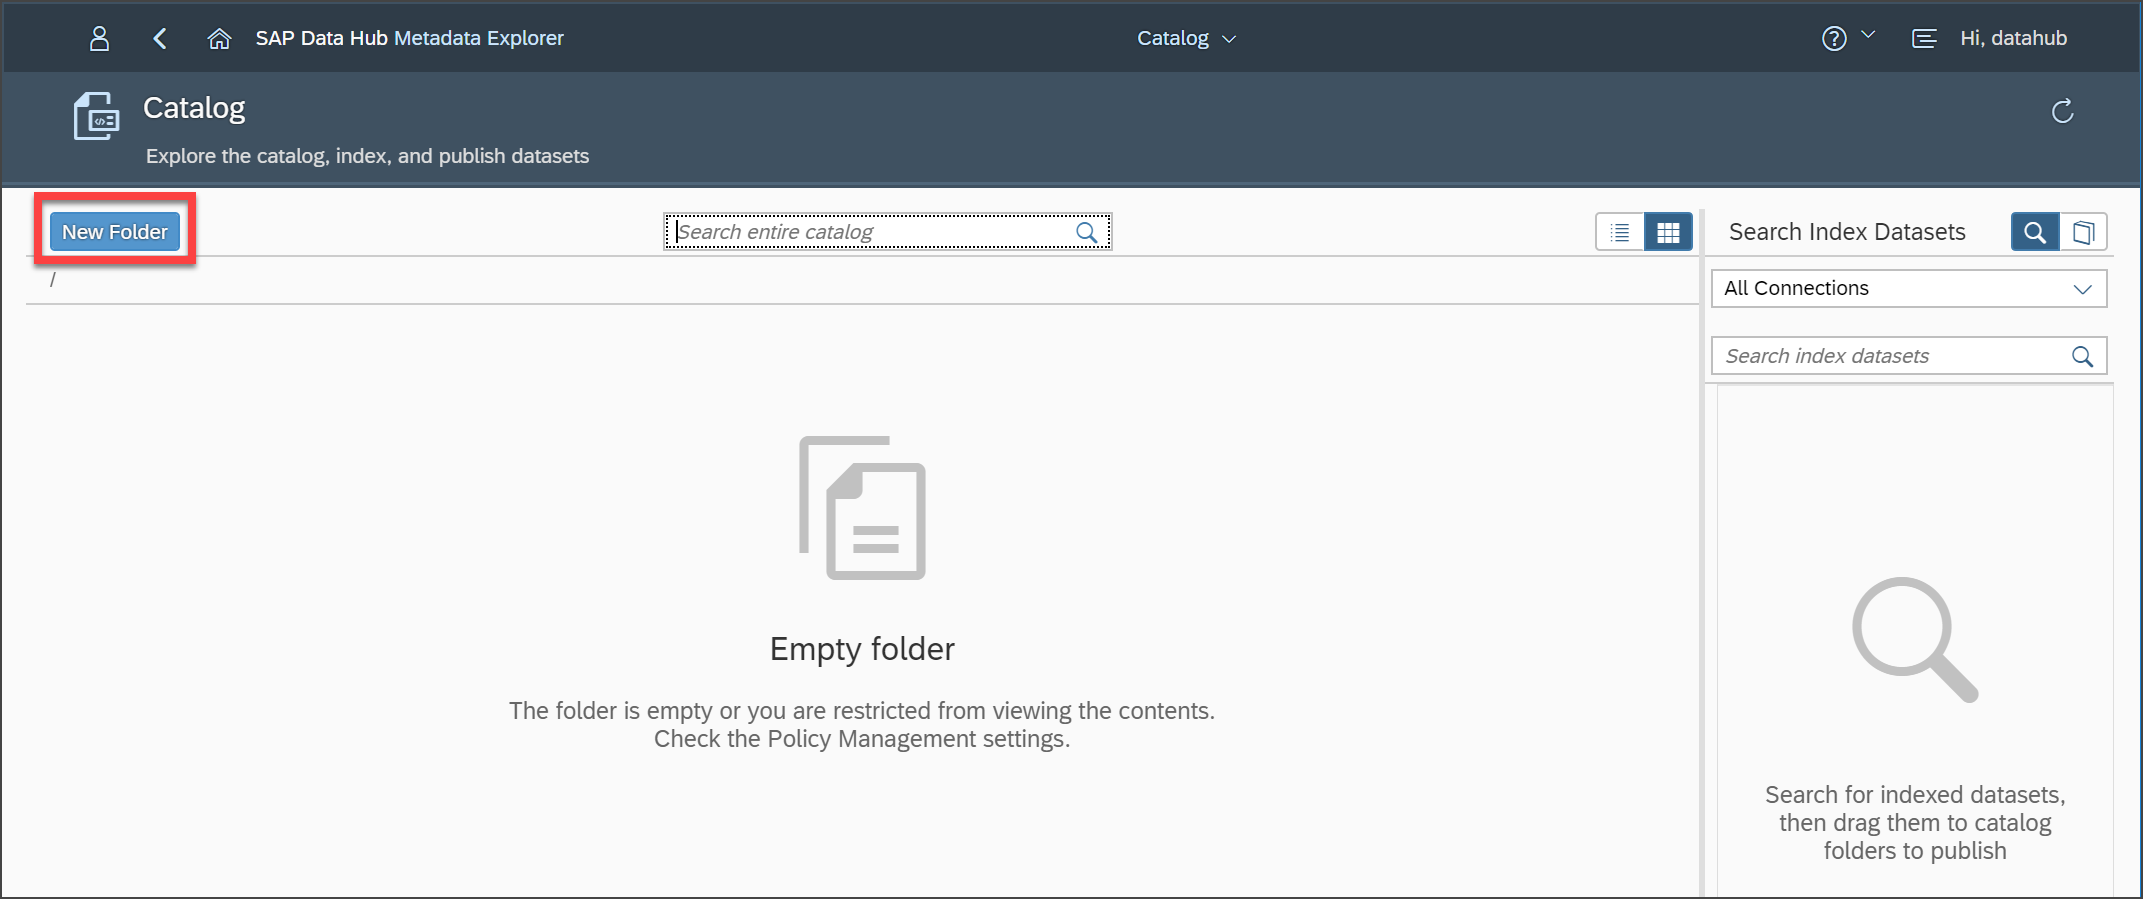 SAP Data Hub Metadata Explorer
Catalog
Hi, datahub
Catalog
Explore the catalog, index, and publish datasets
New Folder
Search entire catalog
Search Index Datasets
/
All Connections
Search index datasets
Empty folder
The folder is empty or you are restricted from viewing the contents.
Check the Policy Management settings.
Search for indexed datasets,
then drag them to catalog
folders to publish